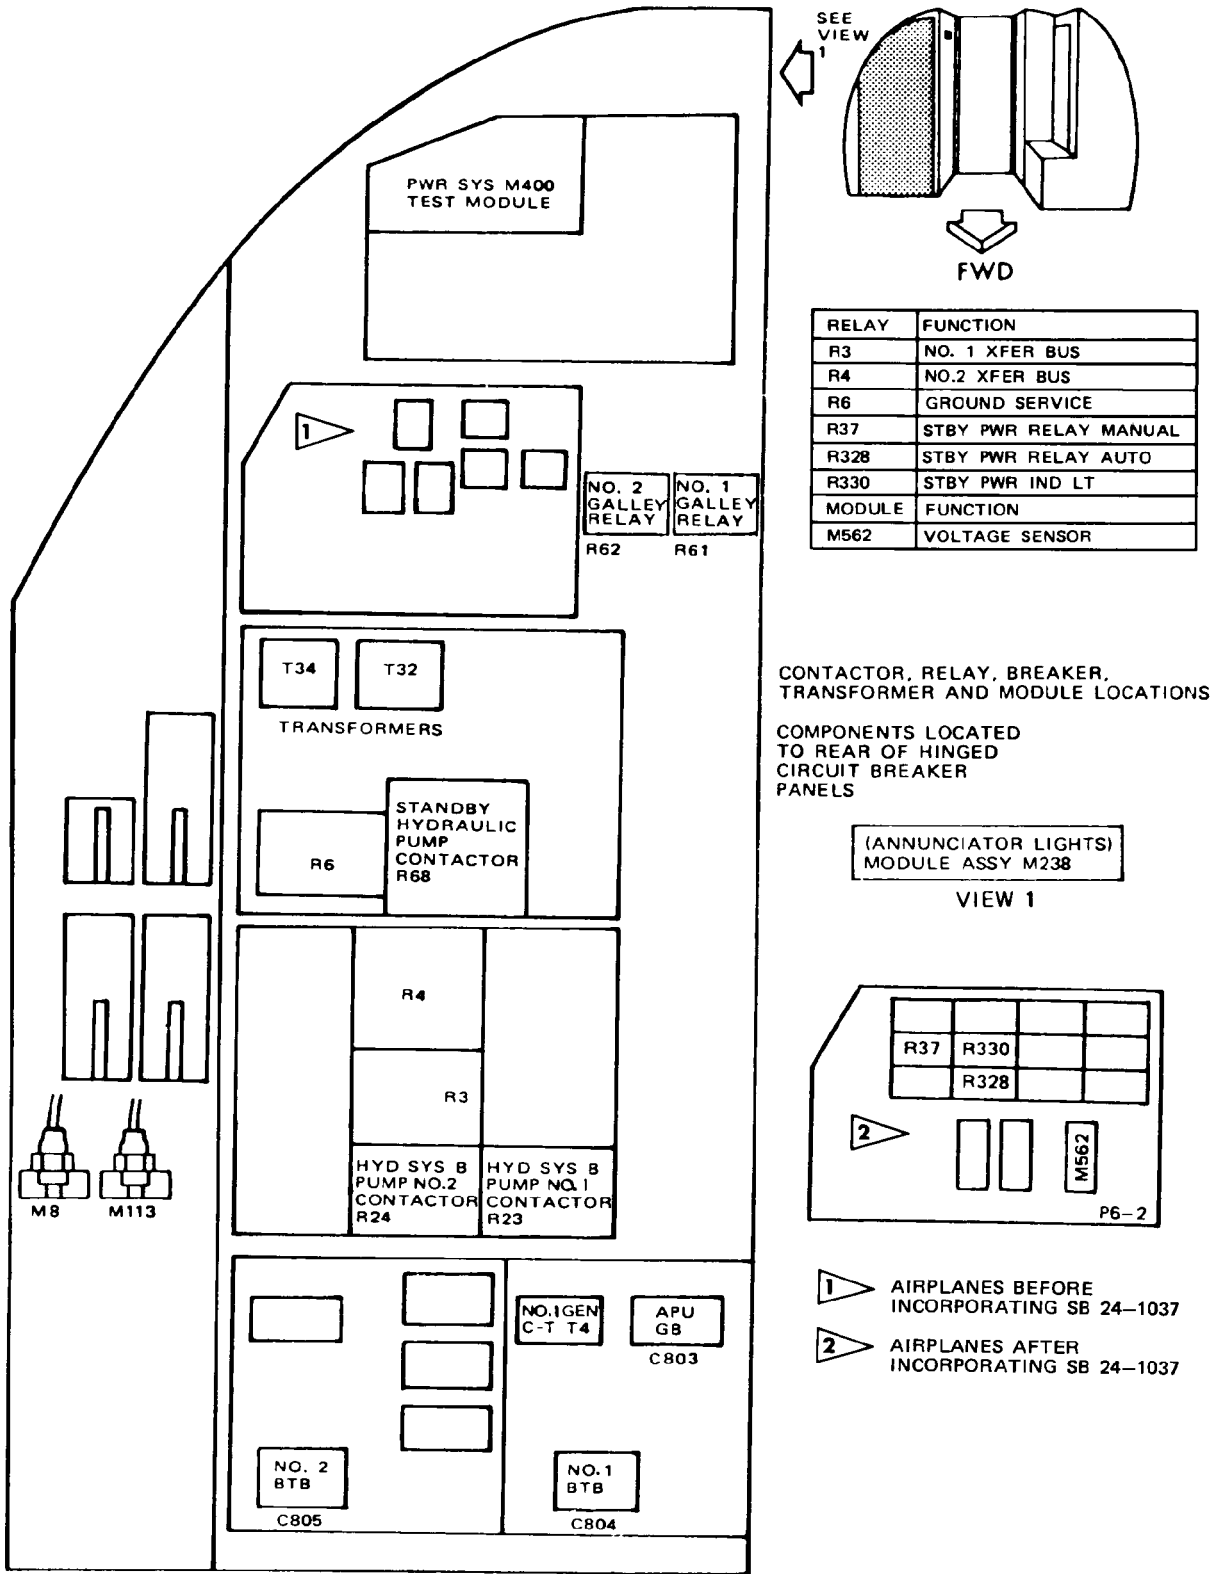 SEE
VIEW
1
FWD
PWR SYS M400
TEST MODULE
RELAY FUNCTION
R3 NO. 1 XFER BUS
R4 NO.2 XFER BUS
R6 GROUND SERVICE
R37 STBY PWR RELAY MANUAL
R328 STBY PWR RELAY AUTO
R330 STBY PWR IND LT
MODULE FUNCTION
M562 VOLTAGE SENSOR
1
NO. 2
GALLEY
RELAY
R62
NO. 1
GALLEY
RELAY
R61
T34
T32
TRANSFORMERS
R6
STANDBY
HYDRAULIC
PUMP
CONTACTOR
R68
CONTACTOR, RELAY, BREAKER,
TRANSFORMER AND MODULE LOCATIONS
COMPONENTS LOCATED
TO REAR OF HINGED
CIRCUIT BREAKER
PANELS
(ANNUNCIATOR LIGHTS)
MODULE ASSY M238
VIEW 1
R4
R3
HYD SYS B
PUMP NO.2
CONTACTOR
R24
HYD SYS B
PUMP NO.1
CONTACTOR
R23
M8
M113
R37 R330
R328
2
M562
P6-2
NO.1GEN
C-T T4
APU
GB
C803
NO. 2
BTB
C805
NO.1
BTB
C804
1 AIRPLANES BEFORE
INCORPORATING SB 24-1037
2 AIRPLANES AFTER
INCORPORATING SB 24-1037